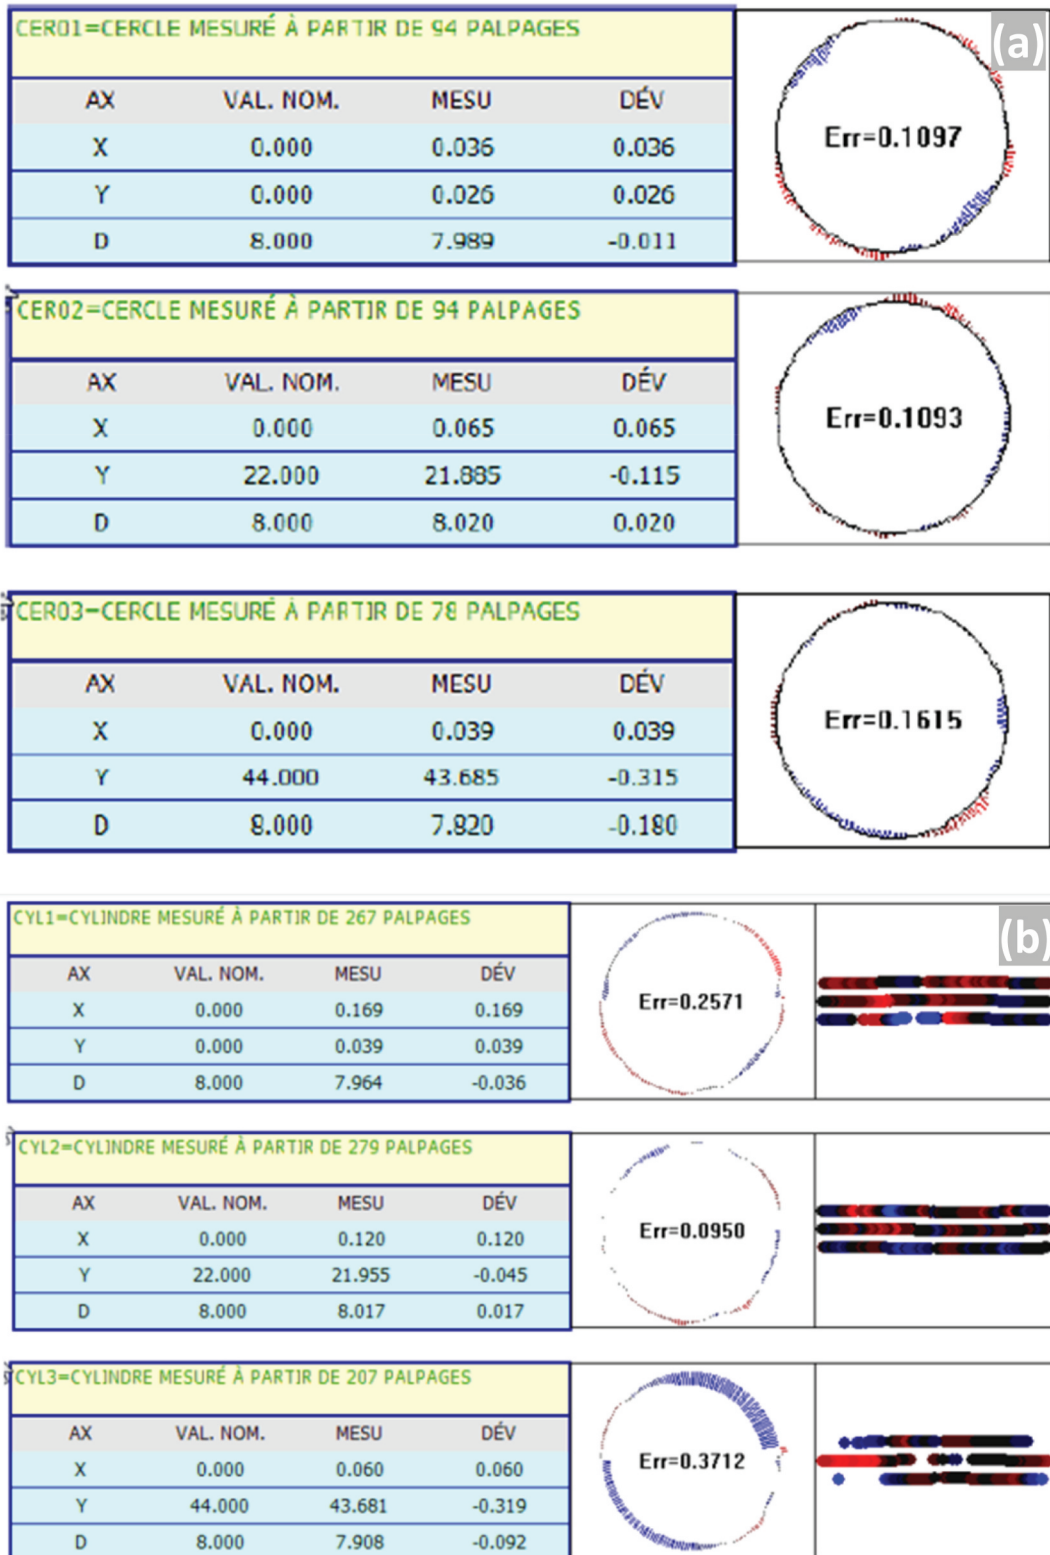 CER01=CERCLE MESURÉ À PARTIR DE 94 PALPAGES
(a)
AX VAL. NOM. MESU DÉV
X 0.000 0.036 0.036
Y 0.000 0.026 0.026
D 8.000 7.989 -0.011
Err=0.1097
CER02=CERCLE MESURÉ À PARTIR DE 94 PALPAGES
AX VAL. NOM. MESU DÉV
X 0.000 0.065 0.065
Y 22.000 21.885 -0.115
D 8.000 8.020 0.020
Err=0.1093
CER03=CERCLE MESURÉ À PARTIR DE 78 PALPAGES
AX VAL. NOM. MESU DÉV
X 0.000 0.039 0.039
Y 44.000 43.685 -0.315
D 8.000 7.820 -0.180
Err=0.1615
CYL1=CYLINDRE MESURÉ À PARTIR DE 267 PALPAGES
(b)
AX VAL. NOM. MESU DÉV
X 0.000 0.169 0.169
Y 0.000 0.039 0.039
D 8.000 7.964 -0.036
Err=0.2571
CYL2=CYLINDRE MESURÉ À PARTIR DE 279 PALPAGES
AX VAL. NOM. MESU DÉV
X 0.000 0.120 0.120
Y 22.000 21.955 -0.045
D 8.000 8.017 0.017
Err=0.0950
CYL3=CYLINDRE MESURÉ À PARTIR DE 207 PALPAGES
AX VAL. NOM. MESU DÉV
X 0.000 0.060 0.060
Y 44.000 43.681 -0.319
D 8.000 7.908 -0.092
Err=0.3712